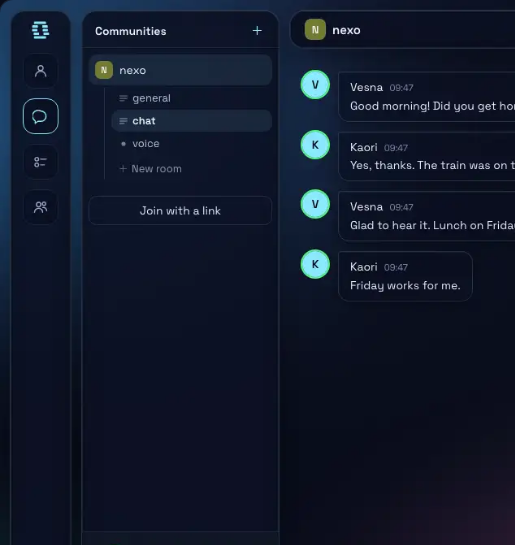 Communities
+
N nexo
general
chat
voice
+ New room
Join with a link
N nexo
V
Vesna 09:47
Good morning! Did you get
K
Kaori 09:47
Yes, thanks. The train was on
V
Vesna 09:47
Glad to hear it. Lunch on
K
Kaori 09:47
Friday works for me.